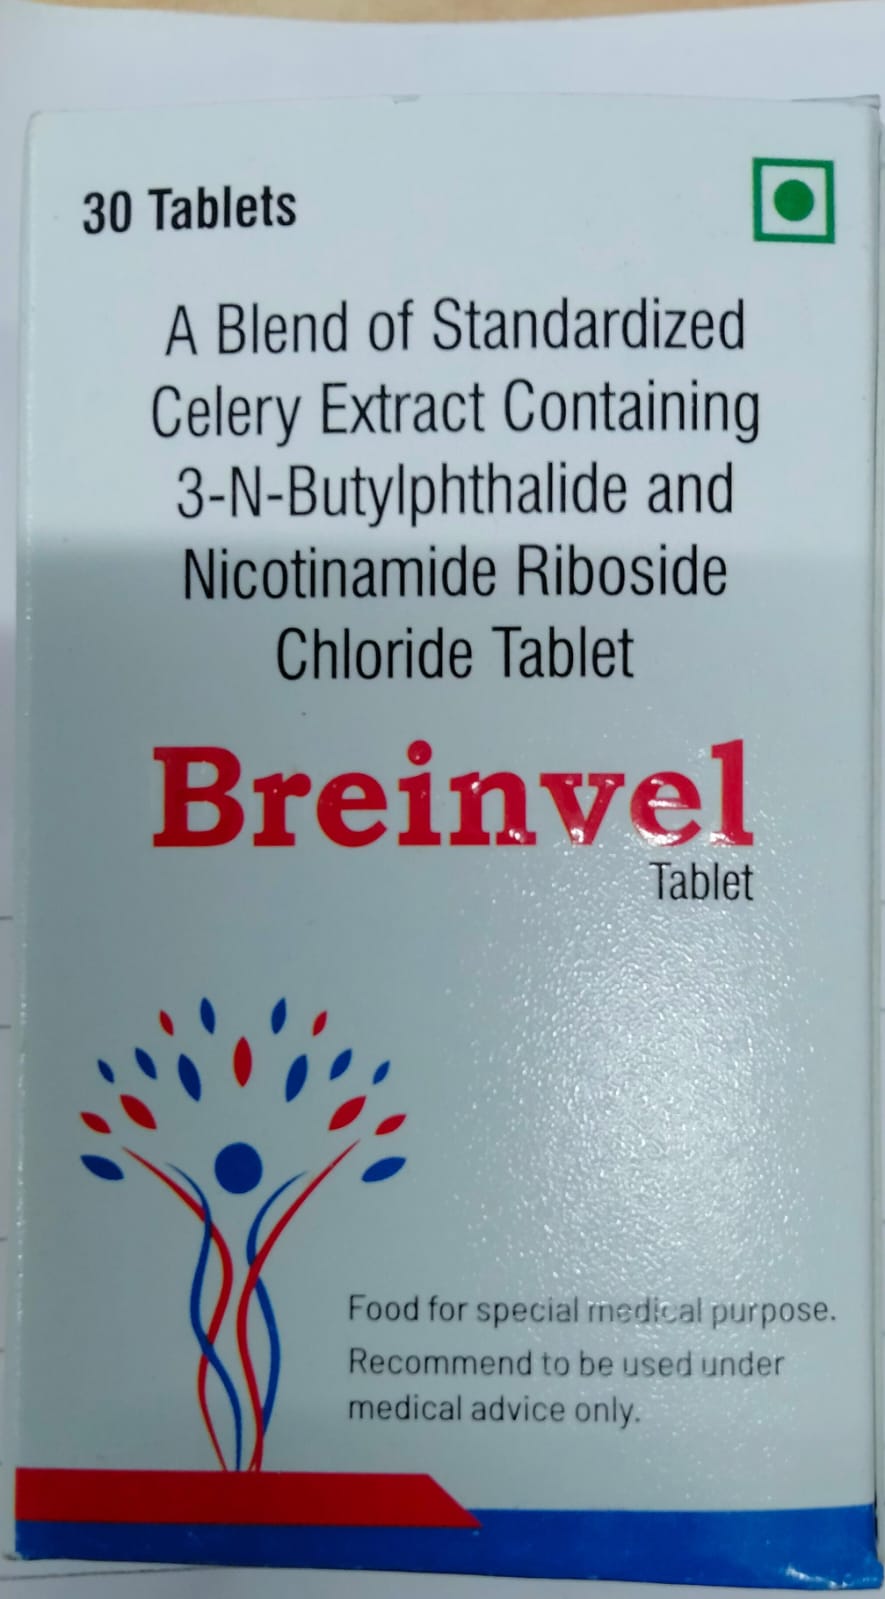 30 Tablets
A Blend of Standardized
Celery Extract Containing
3-N-Butylphthalide and
Nicotinamide Riboside
Chloride Tablet
Breinvel
Tablet
Food for special medical purpose.
Recommend to be used under
medical advice only.